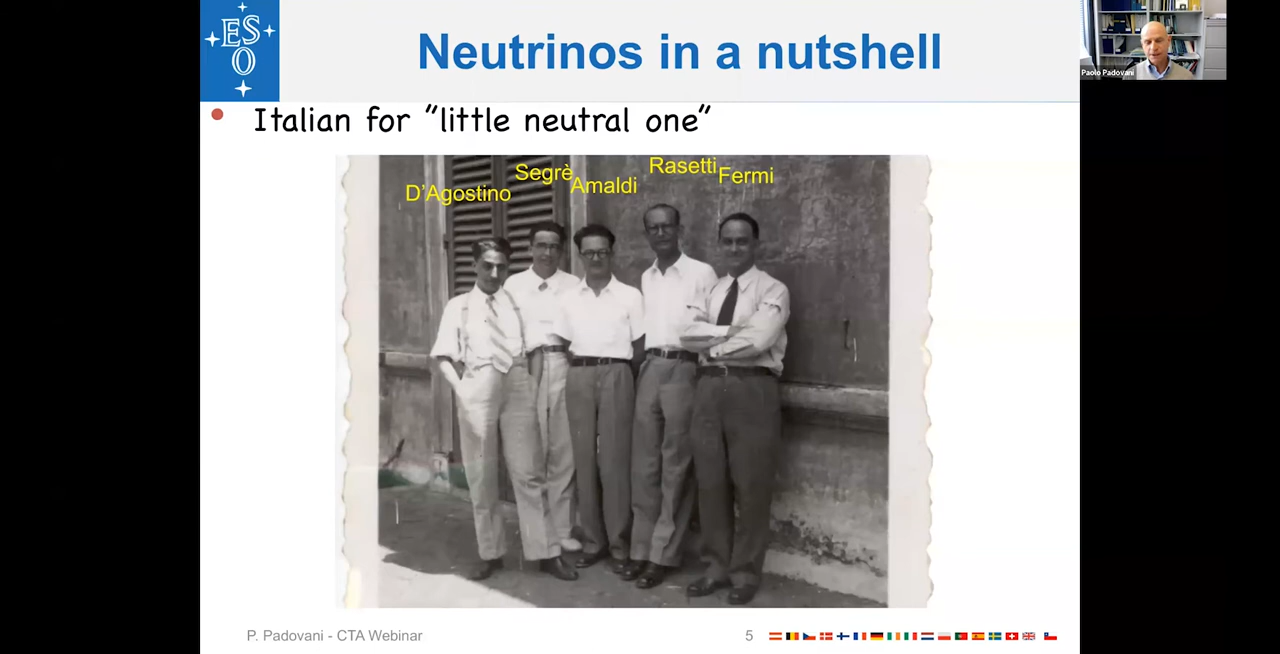 ESO
Neutrinos in a nutshell
Paolo Padovani
• Italian for “little neutral one”
D’Agostino Segrè Amaldi Rasetti Fermi
P. Padovani - CTA Webinar
5